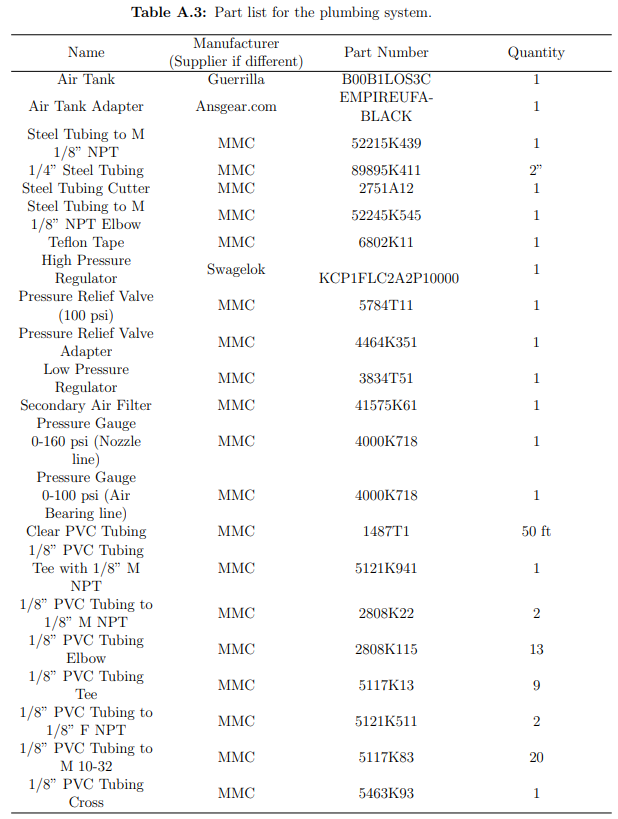 Table A.3: Part list for the plumbing system.
Name Manufacturer (Supplier if different) Part Number Quantity
Air Tank Guerrilla B00B1LOS3C 1
Air Tank Adapter Ansgear.com EMPIREUFA-BLACK 1
Steel Tubing to M 1/8” NPT MMC 52215K439 1
1/4” Steel Tubing MMC 89895K411 2”
Steel Tubing Cutter MMC 2751A12 1
Steel Tubing to M 1/8” NPT Elbow MMC 52245K545 1
Teflon Tape MMC 6802K11 1
High Pressure Regulator Swagelok KCP1FLC2A2P10000 1
Pressure Relief Valve (100 psi) MMC 5784T11 1
Pressure Relief Valve Adapter MMC 4464K351 1
Low Pressure Regulator MMC 3834T51 1
Secondary Air Filter MMC 41575K61 1
Pressure Gauge 0-160 psi (Nozzle line) MMC 4000K718 1
Pressure Gauge 0-100 psi (Air Bearing line) MMC 4000K718 1
Clear PVC Tubing MMC 1487T1 50 ft
1/8” PVC Tubing Tee with 1/8” M NPT MMC 5121K941 1
1/8” PVC Tubing to 1/8” M NPT MMC 2808K22 2
1/8” PVC Tubing Elbow MMC 2808K115 13
1/8” PVC Tubing Tee MMC 5117K13 9
1/8” PVC Tubing to 1/8” F NPT MMC 5121K511 2
1/8” PVC Tubing to M 10-32 MMC 5117K83 20
1/8” PVC Tubing Cross MMC 5463K93 1